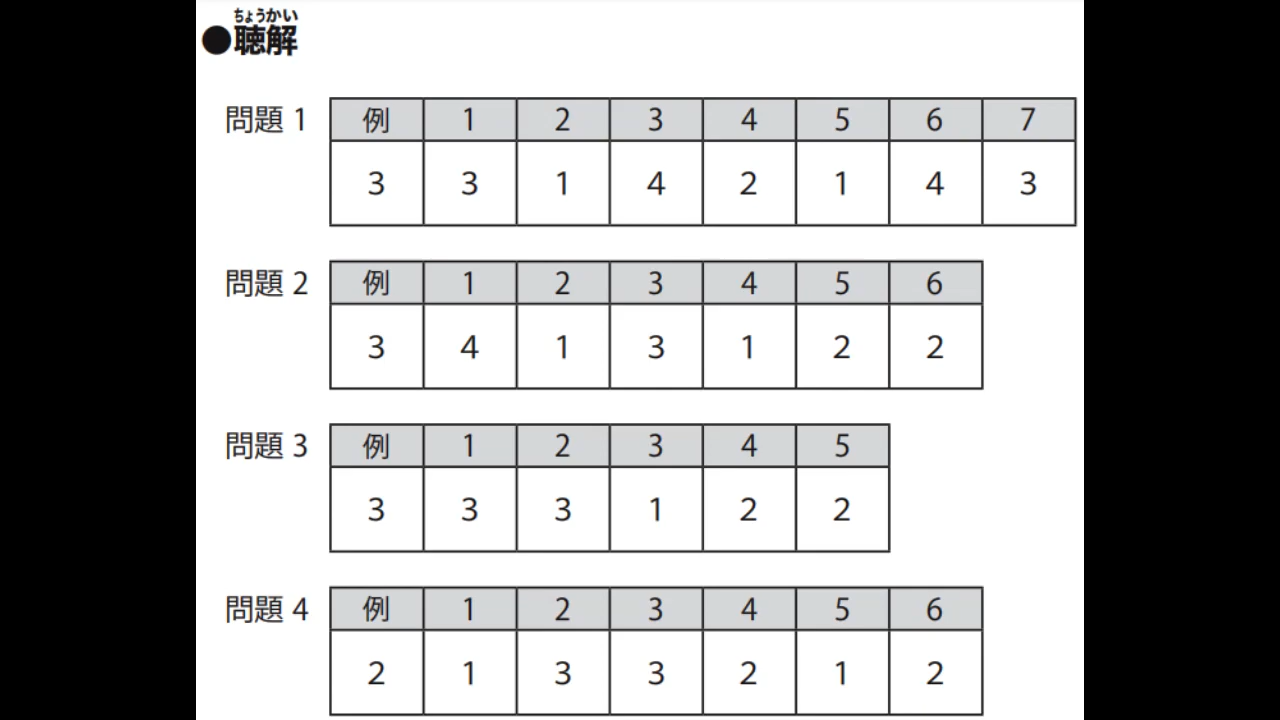 ちょうかい
●聴解
問題 1 例 1 2 3 4 5 6 7
3 3 1 4 2 1 4 3
問題 2 例 1 2 3 4 5 6
3 4 1 3 1 2 2
問題 3 例 1 2 3 4 5
3 3 3 1 2 2
問題 4 例 1 2 3 4 5 6
2 1 3 3 2 1 2